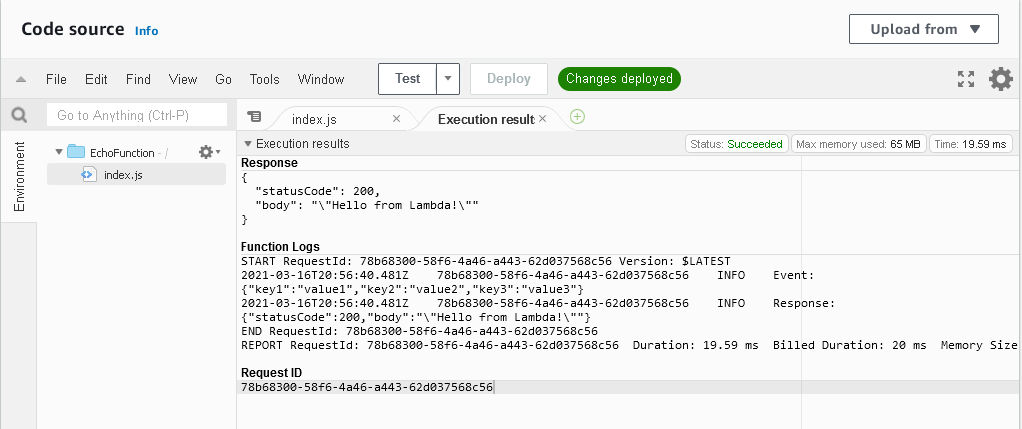 Code source Info
Upload from
File Edit Find View Go Tools Window Test Deploy Changes deployed
Go to Anything (Ctrl-P)
index.js
Execution result
Environment
EchoFunction - /
index.js
Execution results
Status: Succeeded Max memory used: 65 MB Time: 19.59 ms
Response
{
  "statusCode": 200,
  "body": "\"Hello from Lambda!\""
}
Function Logs
START RequestId: 78b68300-58f6-4a46-a443-62d037568c56 Version: $LATEST
2021-03-16T20:56:40.481Z    78b68300-58f6-4a46-a443-62d037568c56    INFO    Event:
{"key1":"value1","key2":"value2","key3":"value3"}
2021-03-16T20:56:40.481Z    78b68300-58f6-4a46-a443-62d037568c56    INFO    Response:
{"statusCode":200,"body":"\"Hello from Lambda!\""}
END RequestId: 78b68300-58f6-4a46-a443-62d037568c56
REPORT RequestId: 78b68300-58f6-4a46-a443-62d037568c56  Duration: 19.59 ms  Billed Duration: 20 ms  Memory Size
Request ID
78b68300-58f6-4a46-a443-62d037568c56